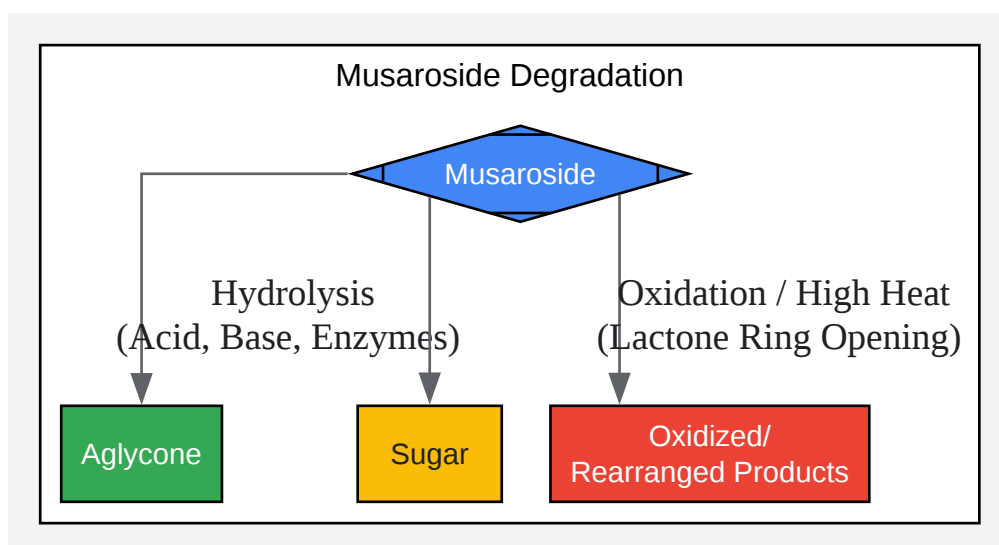 Musaroside Degradation
Musaroside
Hydrolysis
(Acid, Base, Enzymes)
Oxidation / High Heat
(Lactone Ring Opening)
Aglycone
Sugar
Oxidized/
Rearranged Products